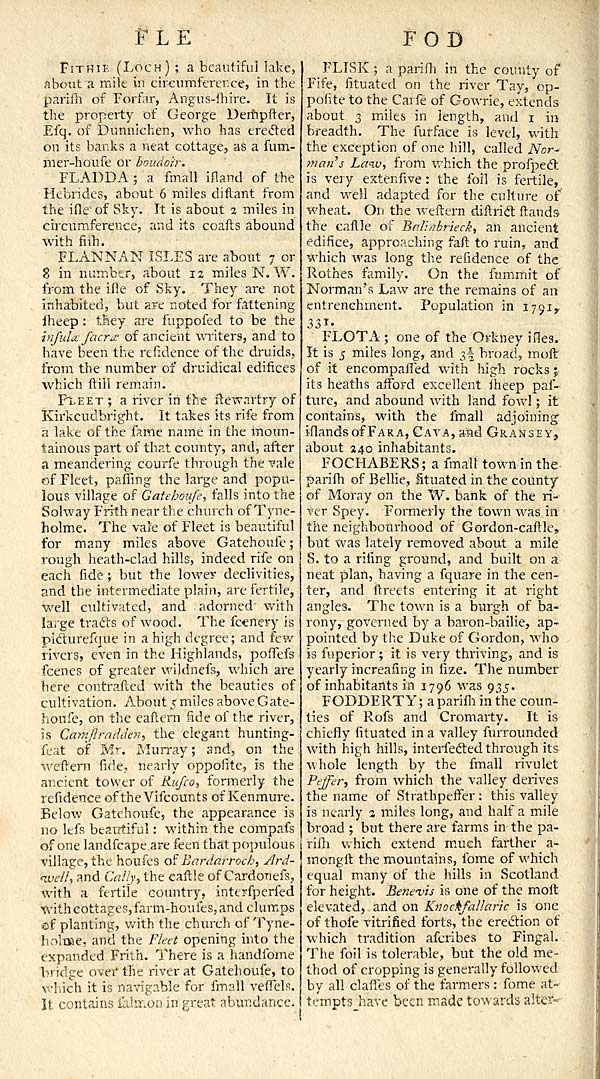 FLE
FOD
FITHIE (LOCH); a beautiful lake,
about a mile in circumference, in the
pariſh of Forfar, Angus-ſhire. It is
the property of George Dempſter,
Eſq. of Dunnichen, who has erected
on its banks a neat cottage, as a ſum-
mer-houſe or boudoir.
FLADDA; a ſmall iſland of the
Hebrides, about 6 miles diſtant from
the iſle of Sky. It is about 2 miles in
circumference, and its coaſts abound
with fiſh.
FLANNAN ISLES are about 7 or
8 in number, about 12 miles N. W.
from the iſle of Sky. They are not
inhabited, but are noted for fattening
ſheep: they are ſuppoſed to be the
inſulæ ſacræ of ancient writers, and to
have been the reſidence of the druids,
from the number of druidical edifices
which ſtill remain.
FLEET; a river in the ſtewartry of
Kirkcudbright. It takes its riſe from
a lake of the ſame name in the moun-
tainous part of that county, and, after
a meandering courſe through the vale
of Fleet, paſſing the large and popu-
lous village of Gatehouſe, falls into the
Solway Frith near the church of Tyne-
holme. The vale of Fleet is beautiful
for many miles above Gatehouſe;
rough heath-clad hills, indeed riſe on
each ſide; but the lower declivities,
and the intermediate plain, are fertile,
well cultivated, and adorned with
large tracts of wood. The ſcenery is
pictureſque in a high degree; and few
rivers, even in the Highlands, poſſeſs
ſcenes of greater wildneſs, which are
here contraſted with the beauties of
cultivation. About 5 miles above Gate-
houſe, on the eaſtern ſide of the river,
is Camſtradden, the elegant hunting-
ſeat of Mr. Murray; and, on the
weſtern ſide, nearly oppoſite, is the
ancient tower of Ruſco, formerly the
reſidence of the Viſcounts of Kenmure.
Below Gatehouſe, the appearance is
no leſs beautiful: within the compaſs
of one landſcape are ſeen that populous
village, the houſes of Bardarroch, Ard-
well, and Cally, the caſtle of Cardoneſs,
with a fertile country, interſperſed
with cottages, farm-houſes, and clumps
of planting, with the church of Tyne-
holme, and the Fleet opening into the
expanded Frith. There is a handſome
bridge over the river at Gatehouſe, to
which it is navigable for ſmall veſſels.
It contains ſalmon in great abundance.
FLISK; a pariſh in the county of
Fife, ſituated on the river Tay, op-
poſite to the Carſe of Gowrie, extends
about 3 miles in length, and 1 in
breadth. The ſurface is level, with
the exception of one hill, called Nor-
man's Law, from which the proſpect
is very extenſive: the ſoil is fertile,
and well adapted for the culture of
wheat. On the weſtern diſtrict ſtands
the caſtle of Balinbrieck, an ancient
edifice, approaching faſt to ruin, and
which was long the reſidence of the
Rothes family. On the ſummit of
Norman's Law are the remains of an
entrenchment. Population in 1791,
331.
FLOTA; one of the Orkney iſles.
It is 5 miles long, and 3½ broad, moſt
of it encompaſſed with high rocks;
its heaths afford excellent ſheep paſ-
ture, and abound with land fowl; it
contains, with the ſmall adjoining
iſlands of FARA, CAVA, and GRANSEY,
about 240 inhabitants.
FOCHABERS; a ſmall town in the
pariſh of Bellie, ſituated in the county
of Moray on the W. bank of the ri-
ver Spey. Formerly the town was in
the neighbourhood of Gordon-caſtle,
but was lately removed about a mile
S. to a riſing ground, and built on a
neat plan, having a ſquare in the cen-
ter, and ſtreets entering it at right
angles. The town is a burgh of ba-
rony, governed by a baron-bailie, ap-
pointed by the Duke of Gordon, who
is ſuperior; it is very thriving, and is
yearly increaſing in ſize. The number
of inhabitants in 1796 was 935.
FODDERTY; a pariſh in the coun-
ties of Roſs and Cromarty. It is
chiefly ſituated in a valley ſurrounded
with high hills, interſected through its
whole length by the ſmall rivulet
Peffer, from which the valley derives
the name of Strathpeffer: this valley
is nearly 2 miles long, and half a mile
broad; but there are farms in the pa-
riſh which extend much farther a-
mongſt the mountains, ſome of which
equal many of the hills in Scotland
for height. Benevis is one of the moſt
elevated, and on Knockfallaric is one
of thoſe vitrified forts, the erection of
which tradition aſcribes to Fingal.
The ſoil is tolerable, but the old me-
thod of cropping is generally followed
by all claſſes of the farmers: ſome at-
tempts have been made towards alter-